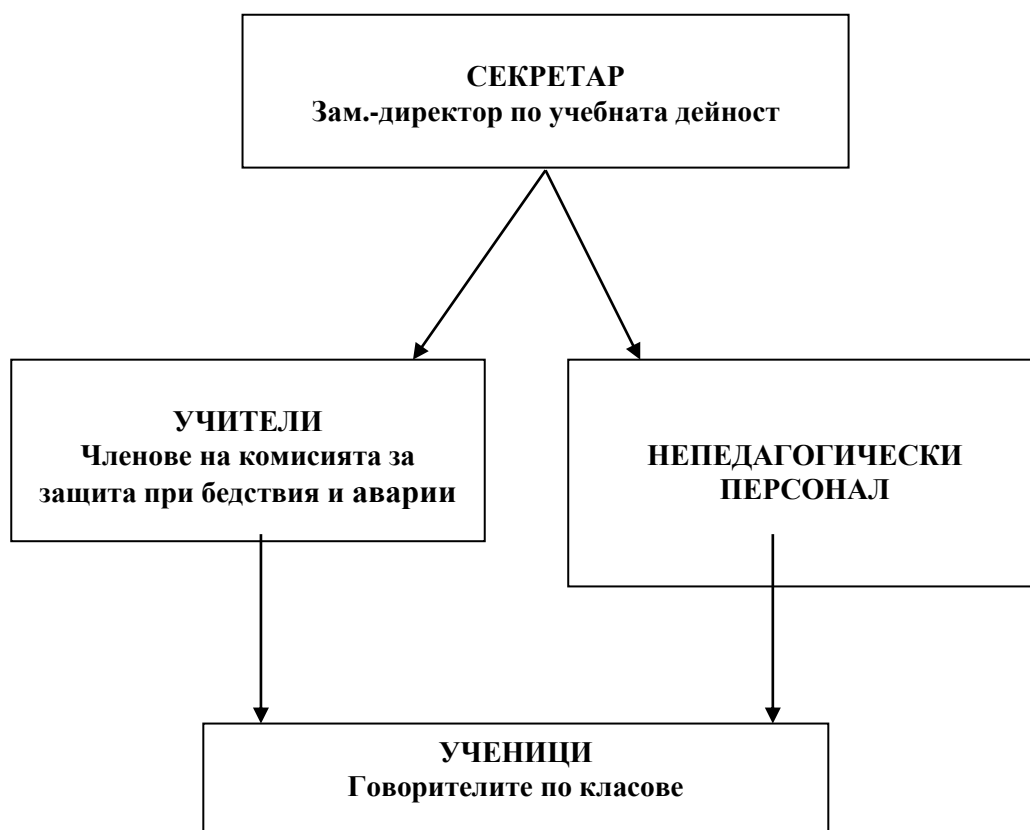 СЕКРЕТАР
Зам.-директор по учебната дейност
УЧИТЕЛИ
Членове на комисията за
защита при бедствия и аварии
НЕПЕДАГОГИЧЕСКИ
ПЕРСОНАЛ
УЧЕНИЦИ
Говорителите по класове